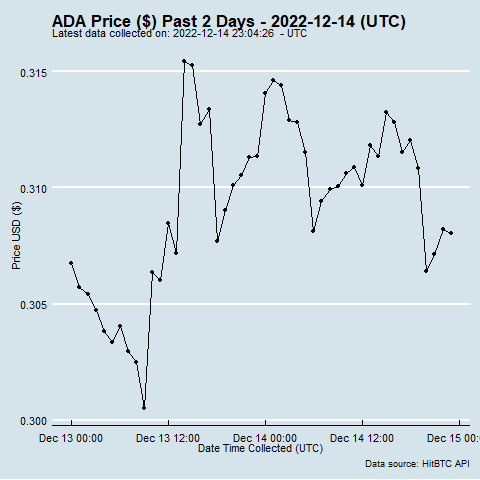 ADA Price ($) Past 2 Days - 2022-12-14 (UTC)
Latest data collected on: 2022-12-14 23:04:26 - UTC
0.315
0.310
0.305
0.300
Price USD ($)
Dec 13 00:00 Dec 13 12:00 Dec 14 00:00 Dec 14 12:00 Dec 15 00:0
Date Time Collected (UTC)
Data source: HitBTC API